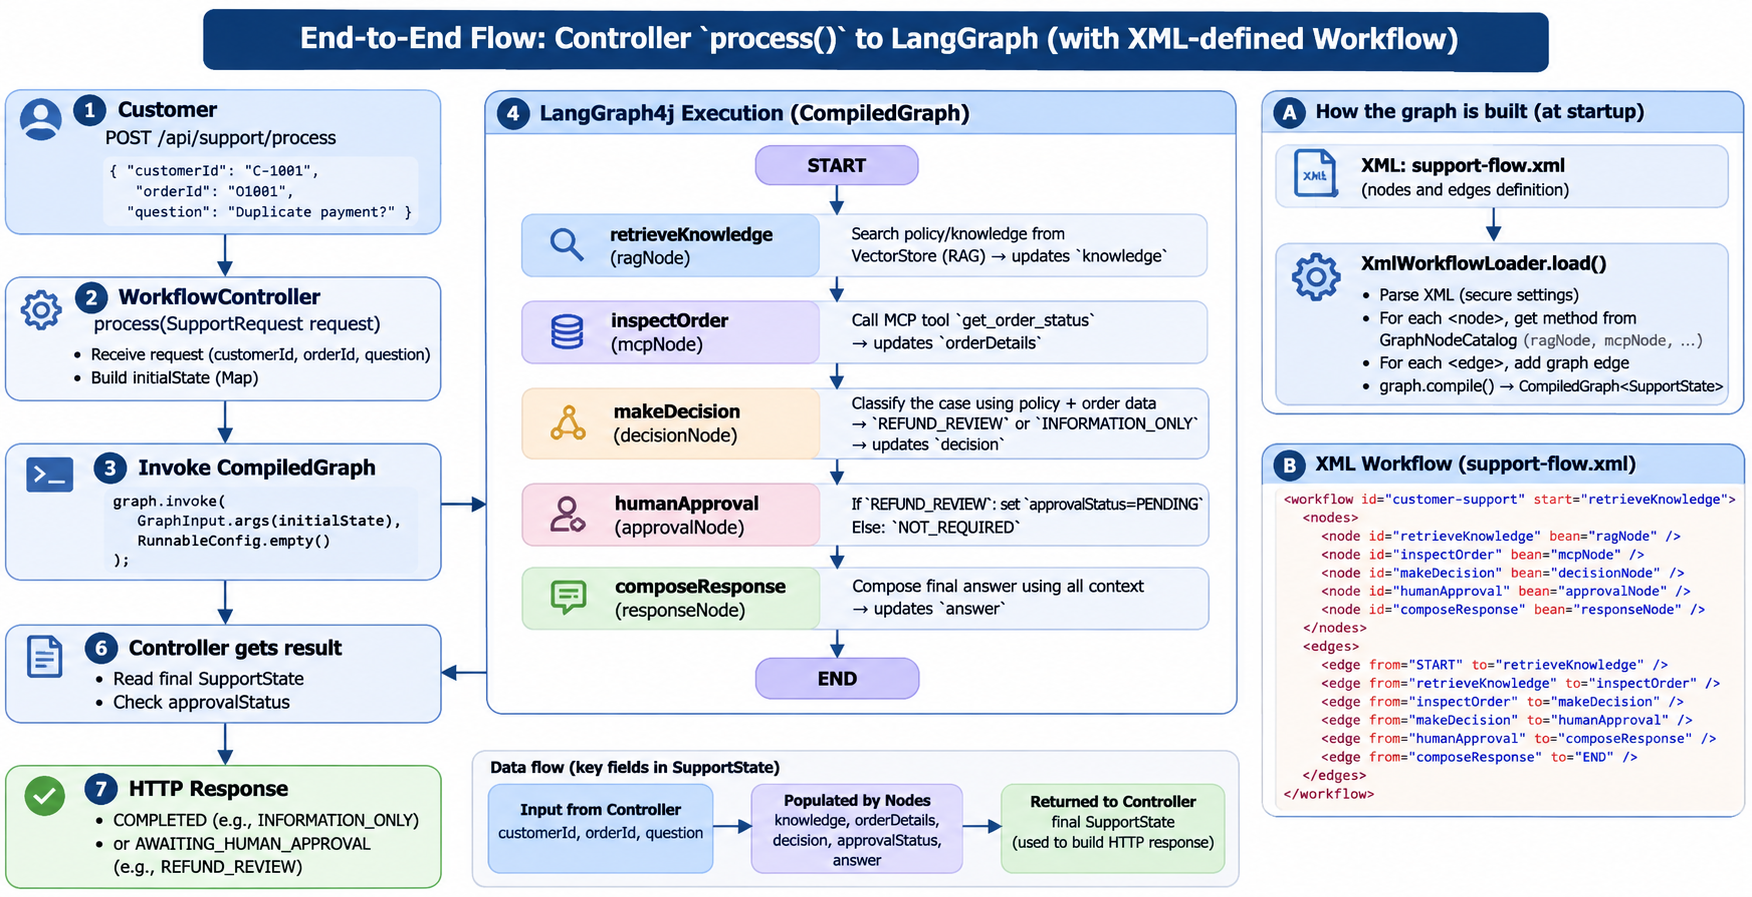 End-to-End Flow: Controller `process()` to LangGraph (with XML-defined Workflow)
1 Customer
POST /api/support/process
{ "customerId": "C-1001",
"orderId": "O1001",
"question": "Duplicate payment?" }
2 WorkflowController
process(SupportRequest request)
• Receive request (customerId, orderId, question)
• Build initialState (Map)
3 Invoke CompiledGraph
graph.invoke(
GraphInput.args(initialState),
RunnableConfig.empty()
);
6 Controller gets result
• Read final SupportState
• Check approvalStatus
7 HTTP Response
• COMPLETED (e.g., INFORMATION_ONLY)
• or AWAITING_HUMAN_APPROVAL
(e.g., REFUND_REVIEW)
4 LangGraph4j Execution (CompiledGraph)
START
retrieveKnowledge
(ragNode)
Search policy/knowledge from
VectorStore (RAG) → updates `knowledge`
inspectOrder
(mcpNode)
Call MCP tool `get_order_status`
→ updates `orderDetails`
makeDecision
(decisionNode)
Classify the case using policy + order data
→ `REFUND_REVIEW` or `INFORMATION_ONLY`
→ updates `decision`
humanApproval
(approvalNode)
If `REFUND_REVIEW`: set `approvalStatus=PENDING`
Else: `NOT_REQUIRED`
composeResponse
(responseNode)
Compose final answer using all context
→ updates `answer`
END
Data flow (key fields in SupportState)
Input from Controller
customerId, orderId, question
Populated by Nodes
knowledge, orderDetails,
decision, approvalStatus,
answer
Returned to Controller
final SupportState
(used to build HTTP response)
A How the graph is built (at startup)
XML
XML: support-flow.xml
(nodes and edges definition)
XmlWorkflowLoader.load()
• Parse XML (secure settings)
• For each <node>, get method from
GraphNodeCatalog (ragNode, mcpNode, ...)
• For each <edge>, add graph edge
• graph.compile() → CompiledGraph<SupportState>
B XML Workflow (support-flow.xml)
<workflow id="customer-support" start="retrieveKnowledge">
<nodes>
<node id="retrieveKnowledge" bean="ragNode" />
<node id="inspectOrder" bean="mcpNode" />
<node id="makeDecision" bean="decisionNode" />
<node id="humanApproval" bean="approvalNode" />
<node id="composeResponse" bean="responseNode" />
</nodes>
<edges>
<edge from="START" to="retrieveKnowledge" />
<edge from="retrieveKnowledge" to="inspectOrder" />
<edge from="inspectOrder" to="makeDecision" />
<edge from="makeDecision" to="humanApproval" />
<edge from="humanApproval" to="composeResponse" />
<edge from="composeResponse" to="END" />
</edges>
</workflow>